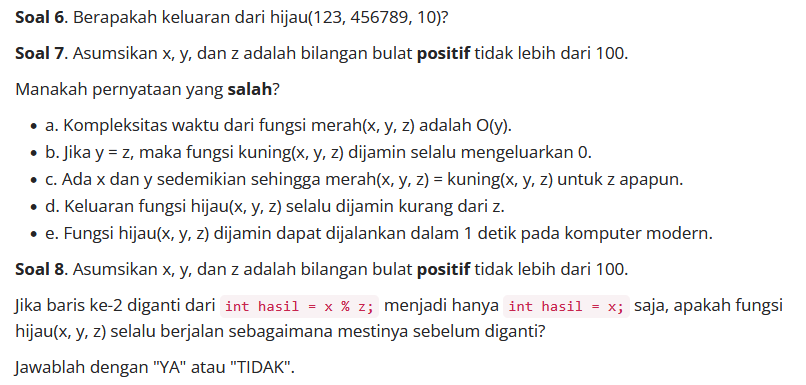 Soal 6. Berapakah keluaran dari hijau(123, 456789, 10)?
Soal 7. Asumsikan x, y, dan z adalah bilangan bulat positif tidak lebih dari 100.
Manakah pernyataan yang salah?
• a. Kompleksitas waktu dari fungsi merah(x, y, z) adalah O(y).
• b. Jika y = z, maka fungsi kuning(x, y, z) dijamin selalu mengeluarkan 0.
• c. Ada x dan y sedemikian sehingga merah(x, y, z) = kuning(x, y, z) untuk z apapun.
• d. Keluaran fungsi hijau(x, y, z) selalu dijamin kurang dari z.
• e. Fungsi hijau(x, y, z) dijamin dapat dijalankan dalam 1 detik pada komputer modern.
Soal 8. Asumsikan x, y, dan z adalah bilangan bulat positif tidak lebih dari 100.
Jika baris ke-2 diganti dari int hasil = x % z; menjadi hanya int hasil = x; saja, apakah fungsi
hijau(x, y, z) selalu berjalan sebagaimana mestinya sebelum diganti?
Jawablah dengan "YA" atau "TIDAK".